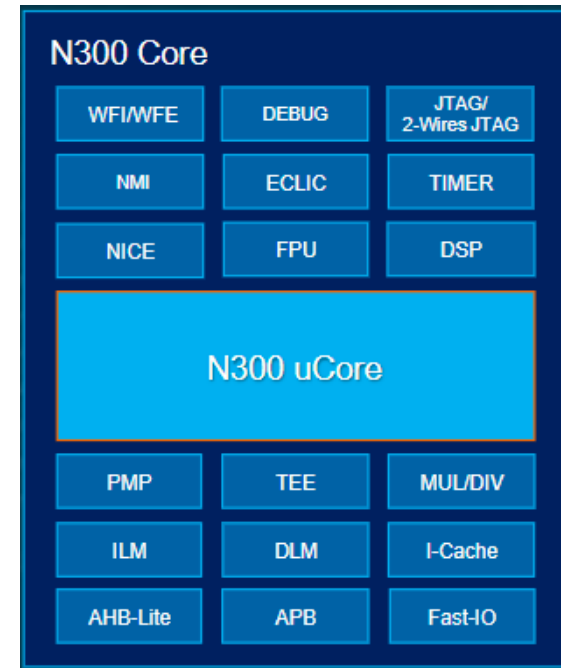 N300 Core
WFI/WFE
DEBUG
JTAG/
2-Wires JTAG
NMI
ECLIC
TIMER
NICE
FPU
DSP
N300 uCore
PMP
TEE
MUL/DIV
ILM
DLM
I-Cache
AHB-Lite
APB
Fast-IO